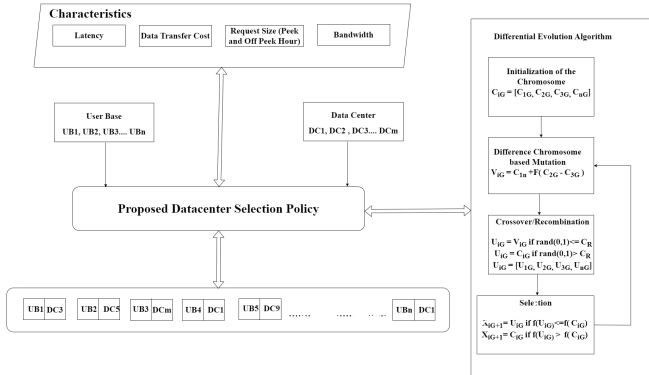 Characteristics
Latency
Data Transfer Cost
Request Size (Peek
and Off Peek Hour)
Bandwidth
User Base
UB1, UB2, UB3.... UBn
Data Center
DC1, DC2 , DC3.... DCm
Proposed Datacenter Selection Policy
UB1 DC3 UB2 DC5 UB3 DCm UB4 DC1 UB5 DC9 ...... ...... UBn DC1
Differential Evolution Algorithm
Initialization of the
Chromosome
CiG = [C1G, C2G, C3G, CnG]
Difference Chromosome
based Mutation
ViG = C1n +F( C2G - C3G )
Crossover/Recombination
UiG = ViG if rand(0,1)<= CR
UiG = CiG if rand(0,1)> CR
UiG = [U1G, U2G, U3G, UnG]
Selection
XiG+1= UiG if f(UiG)<=f( CiG)
XiG+1= CiG if f(UiG) > f( CiG)